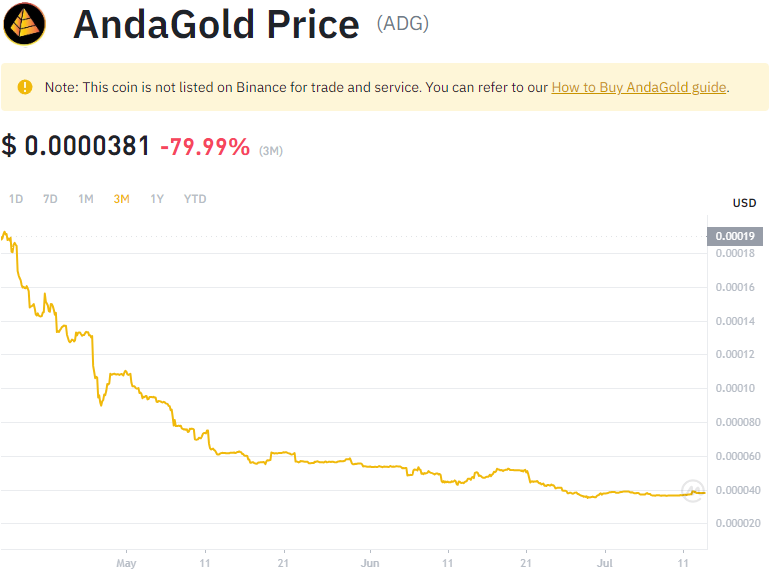 AndaGold Price (ADG)
Note: This coin is not listed on Binance for trade and service. You can refer to our How to Buy AndaGold guide.
$ 0.0000381 -79.99% (3M)
1D 7D 1M 3M 1Y YTD
USD
0.00019
0.00018
0.00016
0.00014
0.00012
0.00010
0.000080
0.000060
0.000040
0.000020
May 11 21 Jun 11 21 Jul 11